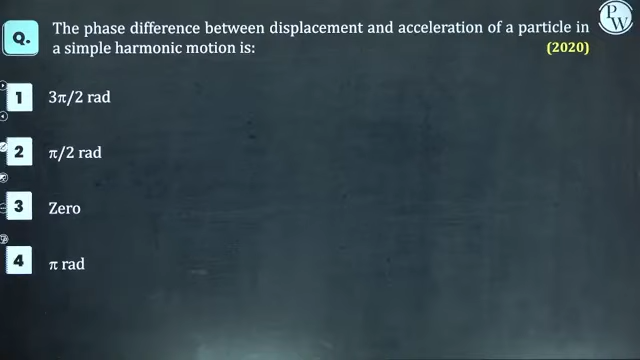 Q. The phase difference between displacement and acceleration of a particle in
a simple harmonic motion is: (2020)
1 3π/2 rad
2 π/2 rad
3 Zero
4 π rad
PW